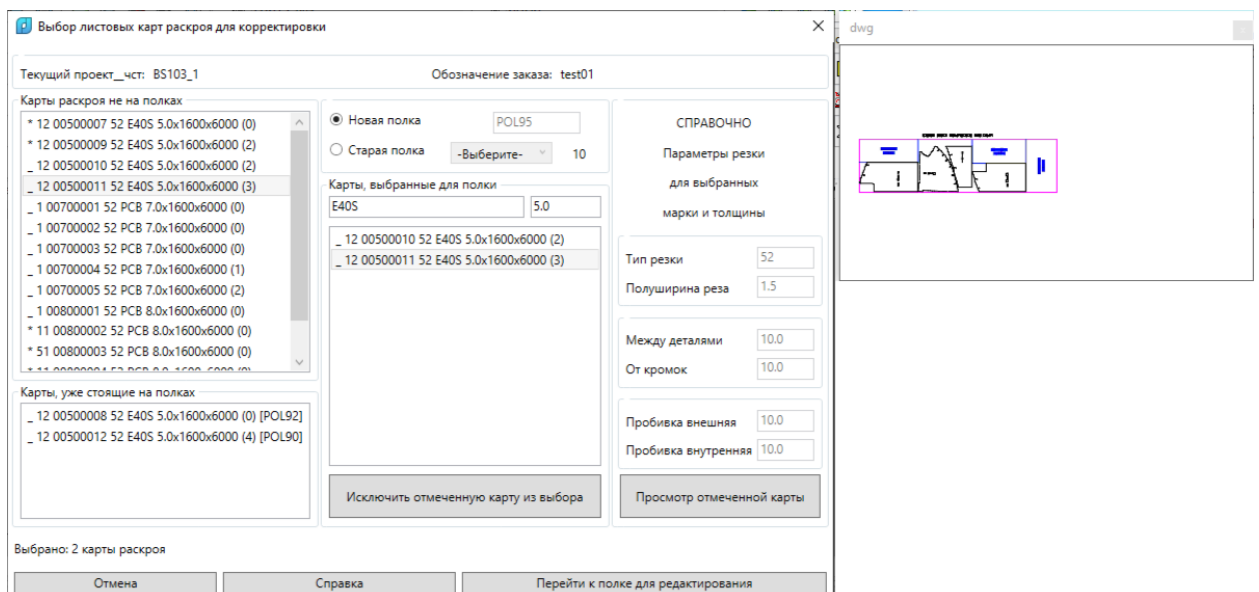 Выбор листовых карт раскроя для корректировки
dwg
Текущий проект__чст: BS103_1
Обозначение заказа: test01
Карты раскроя не на полках
* 12 00500007 52 E40S 5.0x1600x6000 (0)
* 12 00500009 52 E40S 5.0x1600x6000 (2)
_ 12 00500010 52 E40S 5.0x1600x6000 (2)
_ 12 00500011 52 E40S 5.0x1600x6000 (3)
_ 1 00700001 52 PCB 7.0x1600x6000 (0)
_ 1 00700002 52 PCB 7.0x1600x6000 (0)
_ 1 00700003 52 PCB 7.0x1600x6000 (0)
_ 1 00700004 52 PCB 7.0x1600x6000 (1)
_ 1 00700005 52 PCB 7.0x1600x6000 (2)
_ 1 00800001 52 PCB 8.0x1600x6000 (0)
* 11 00800002 52 PCB 8.0x1600x6000 (0)
* 51 00800003 52 PCB 8.0x1600x6000 (0)
Карты, уже стоящие на полках
_ 12 00500008 52 E40S 5.0x1600x6000 (0) [POL92]
_ 12 00500012 52 E40S 5.0x1600x6000 (4) [POL90]
Новая полка
POL95
Старая полка
-Выберите-
10
Карты, выбранные для полки
E40S
5.0
_ 12 00500010 52 E40S 5.0x1600x6000 (2)
_ 12 00500011 52 E40S 5.0x1600x6000 (3)
Исключить отмеченную карту из выбора
СПРАВОЧНО
Параметры резки
для выбранных
марки и толщины
Тип резки 52
Полуширина реза 1.5
Между деталями 10.0
От кромок 10.0
Пробивка внешняя 10.0
Пробивка внутренняя 10.0
Просмотр отмеченной карты
Выбрано: 2 карты раскроя
Отмена
Справка
Перейти к полке для редактирования